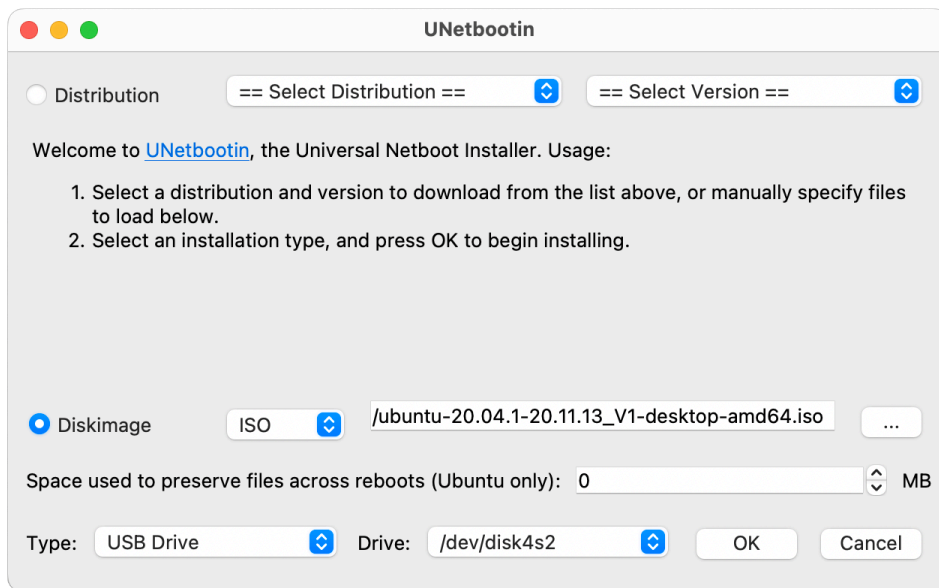 UNetbootin
Distribution == Select Distribution == == Select Version ==
Welcome to UNetbootin, the Universal Netboot Installer. Usage:
1. Select a distribution and version to download from the list above, or manually specify files
to load below.
2. Select an installation type, and press OK to begin installing.
Diskimage ISO /ubuntu-20.04.1-20.11.13_V1-desktop-amd64.iso ...
Space used to preserve files across reboots (Ubuntu only): 0 MB
Type: USB Drive Drive: /dev/disk4s2 OK Cancel